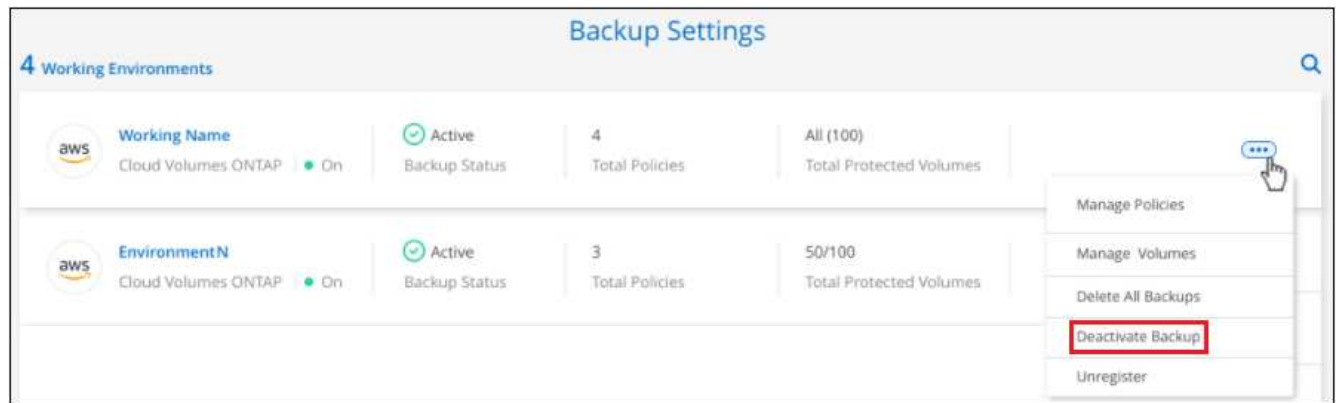 Backup Settings
4 Working Environments
aws
Working Name
Cloud Volumes ONTAP
On
Active
Backup Status
4
Total Policies
All (100)
Total Protected Volumes
Manage Policies
Manage Volumes
Delete All Backups
Deactivate Backup
Unregister
aws
EnvironmentN
Cloud Volumes ONTAP
On
Active
Backup Status
3
Total Policies
50/100
Total Protected Volumes